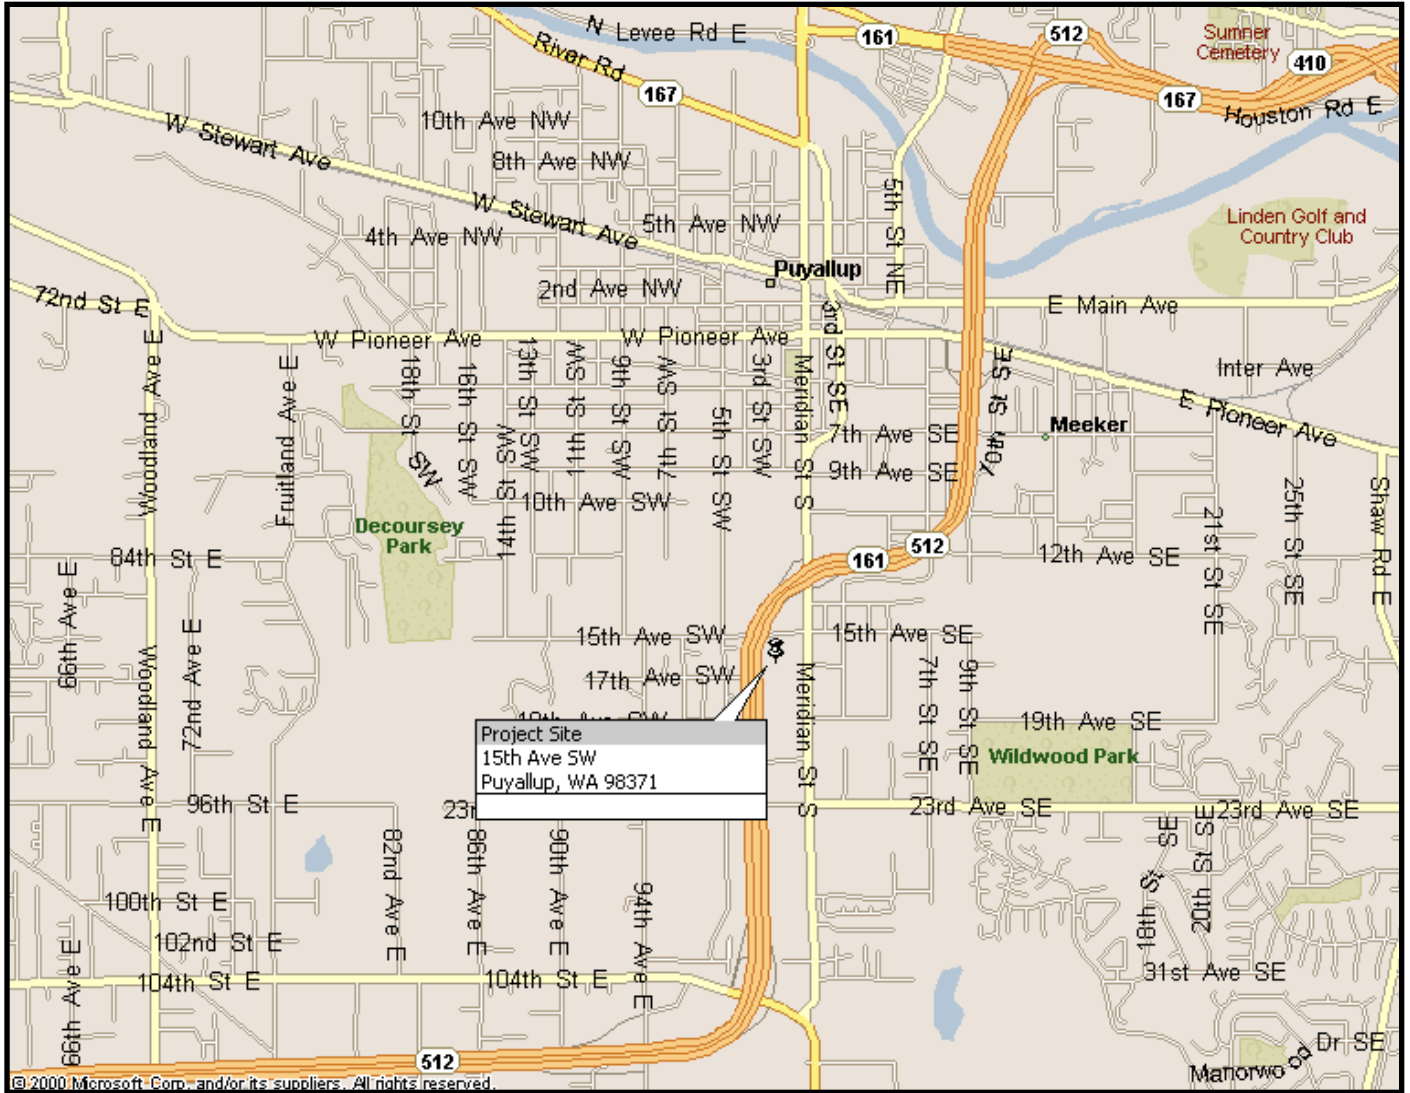 N Levee Rd E
River Rd
167
161
512
Sumner
Cemetery
410
167
Houston Rd E
10th Ave NW
W Stewart Ave
8th Ave NW
5th St NE
W Stewart Ave
5th Ave NW
4th Ave NW
Linden Golf and
Country Club
Puyallup
2nd Ave NW
72nd St E
E Main Ave
W Pioneer Ave
W Pioneer Ave
3rd St SE
Inter Ave
Woodland Ave E
Fruitland Ave E
18th St SW
16th St SW
13th St SW
14th St SW
11th St SW
9th St SW
7th St SW
5th St SW
3rd St SW
Meridian St S
10th St SE
E Pioneer Ave
Meeker
7th Ave SE
9th Ave SE
10th Ave SW
Decoursey
Park
21st St SE
25th St SE
Shaw Rd E
84th St E
161
512
12th Ave SE
66th Ave E
72nd Ave E
15th Ave SW
15th Ave SE
17th Ave SW
Woodland Ave E
Meridian St S
7th St SE
9th St SE
19th Ave SE
Wildwood Park
Project Site
15th Ave SW
Puyallup, WA 98371
96th St E
23rd Ave SE
23rd Ave SE
82nd Ave E
86th Ave E
90th Ave E
94th Ave E
18th St SE
20th St SE
100th St E
102nd St E
66th Ave E
104th St E
104th St E
31st Ave SE
512
Manorwood Dr SE
© 2000 Microsoft Corp. and/or its suppliers. All rights reserved.